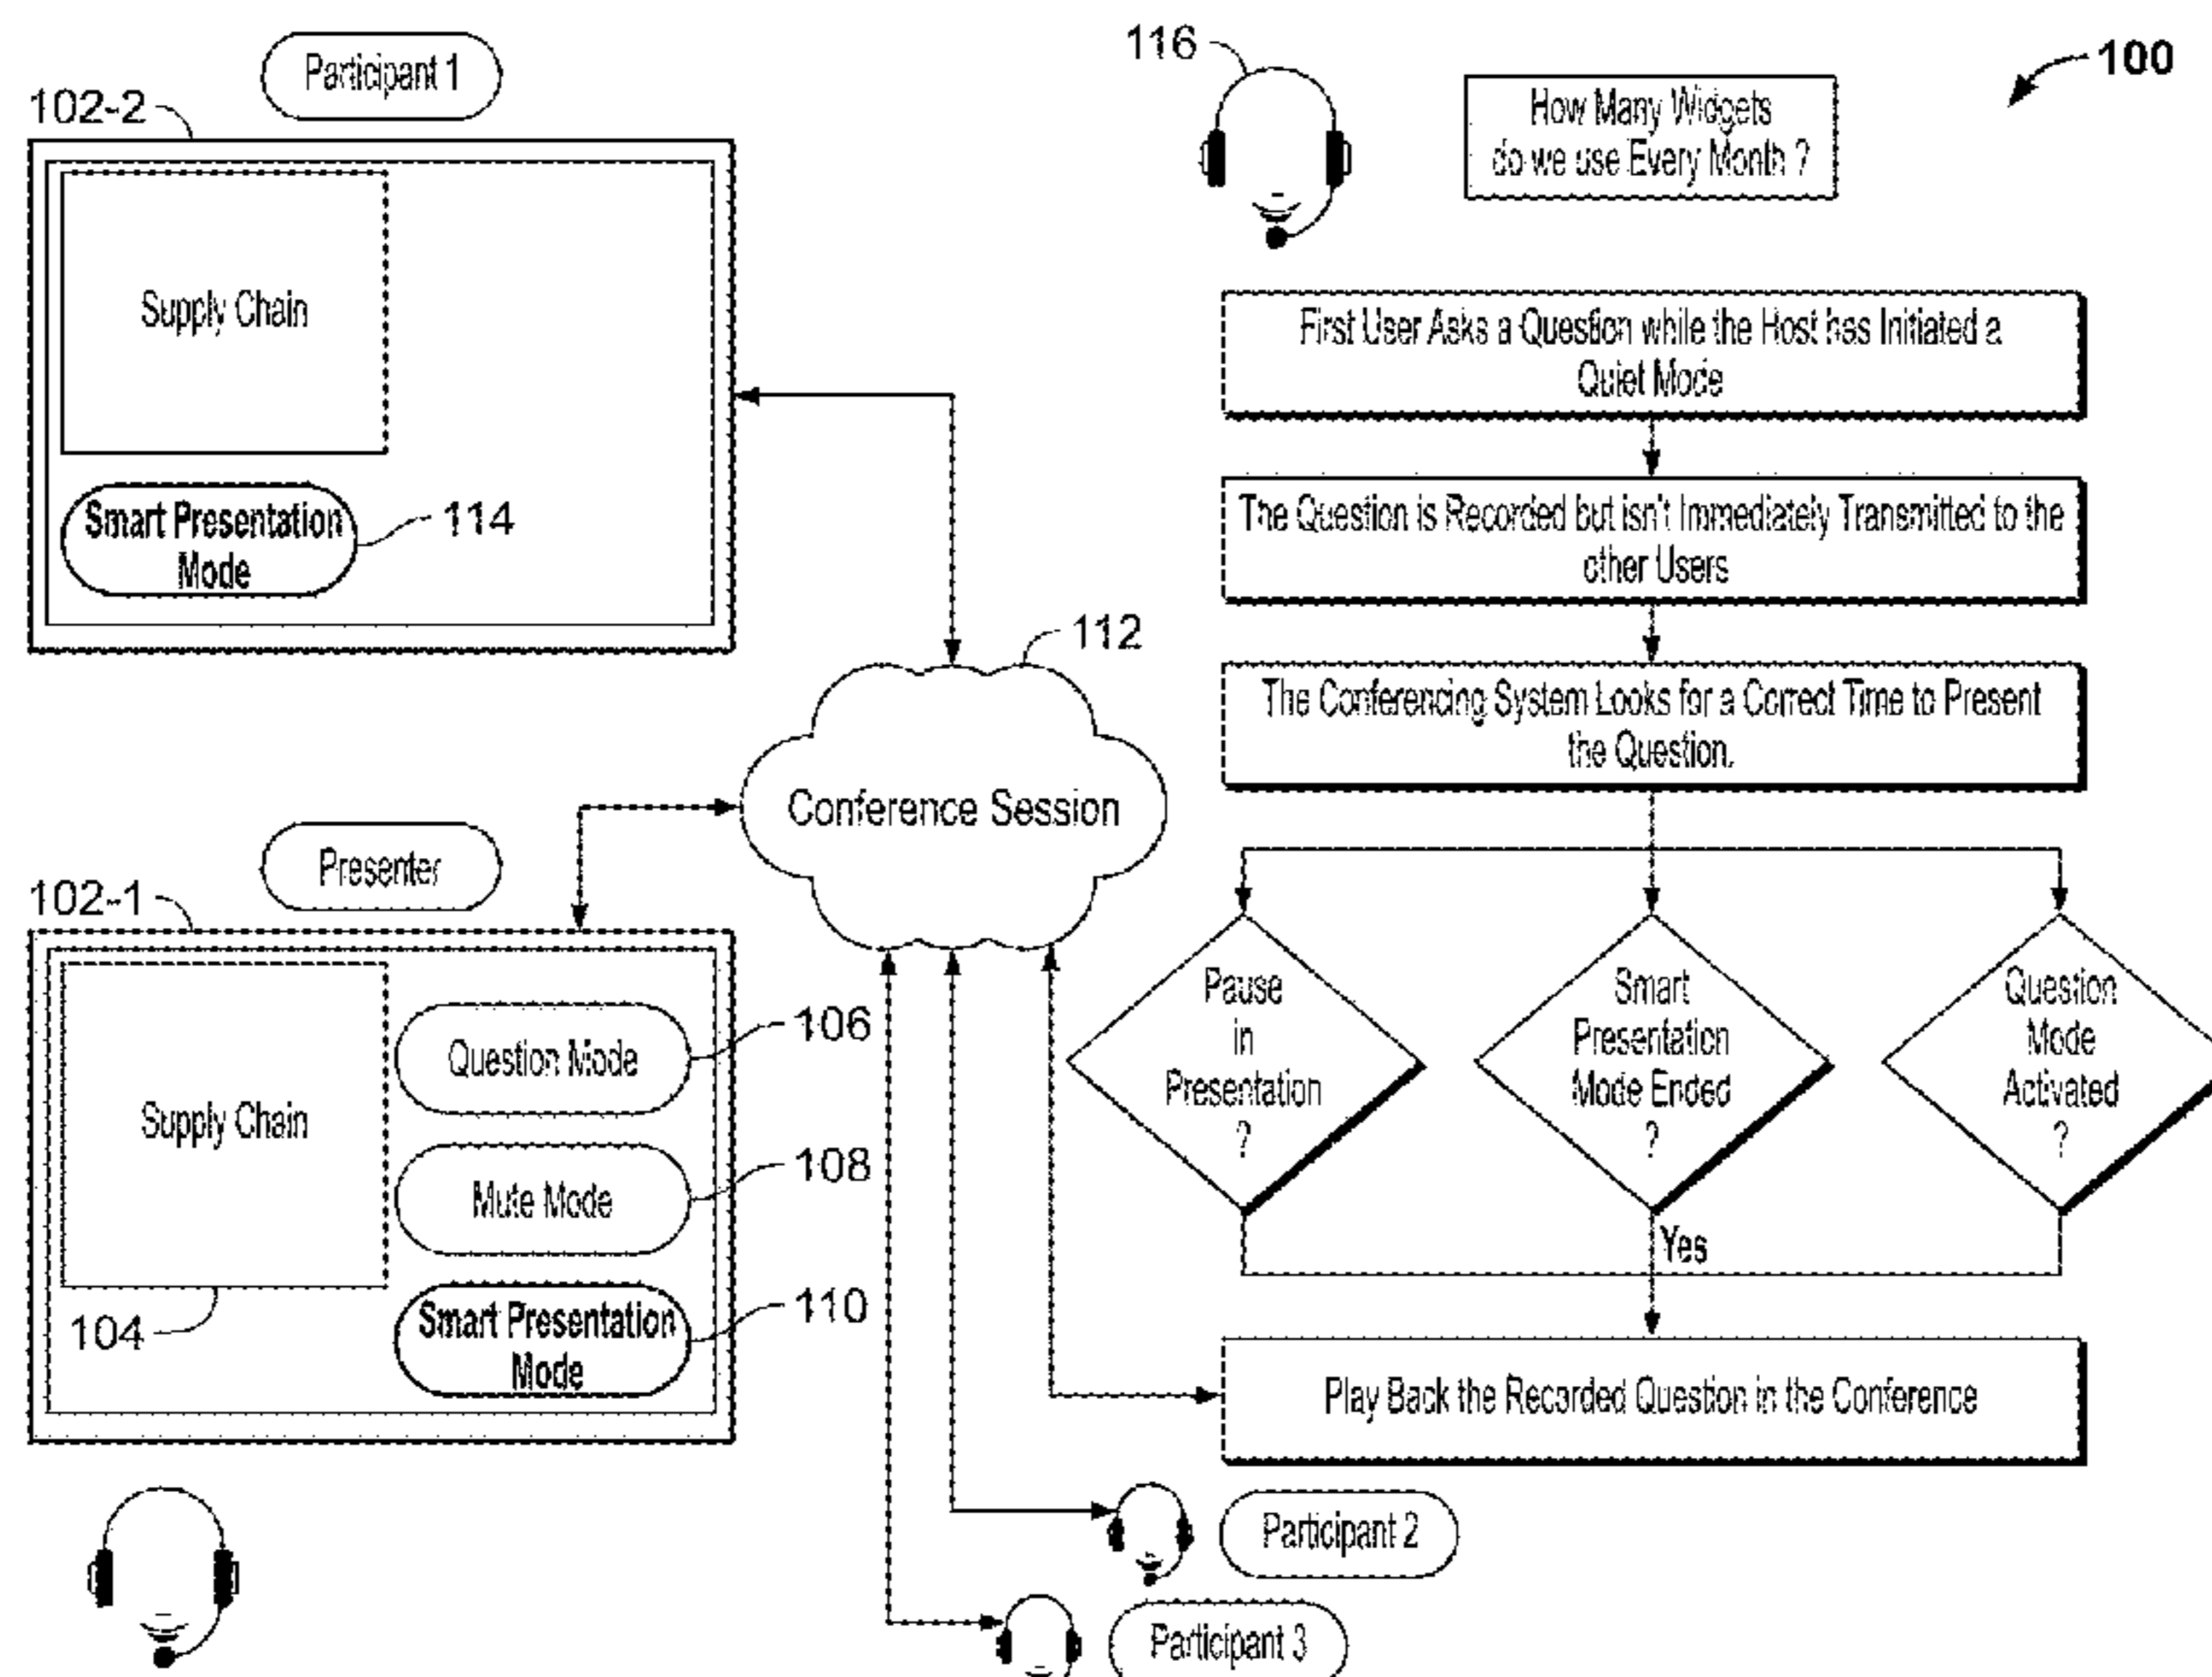 Participant 1
102-2
Supply Chain
Smart Presentation
Mode
114
116
How Many Widgets
do we use Every Month ?
100
First User Asks a Question while the Host has Initiated a
Quiet Mode
The Question is Recorded but isn't Immediately Transmitted to the
other Users
The Conferencing System Looks for a Correct Time to Present
the Question.
112
Conference Session
Presenter
102-1
Supply Chain
104
Question Mode
106
Mute Mode
108
Smart Presentation
Mode
110
Pause
in
Presentation
?
Smart
Presentation
Mode Ended
?
Question
Mode
Activated
?
Yes
Play Back the Recorded Question in the Conference
Participant 2
Participant 3